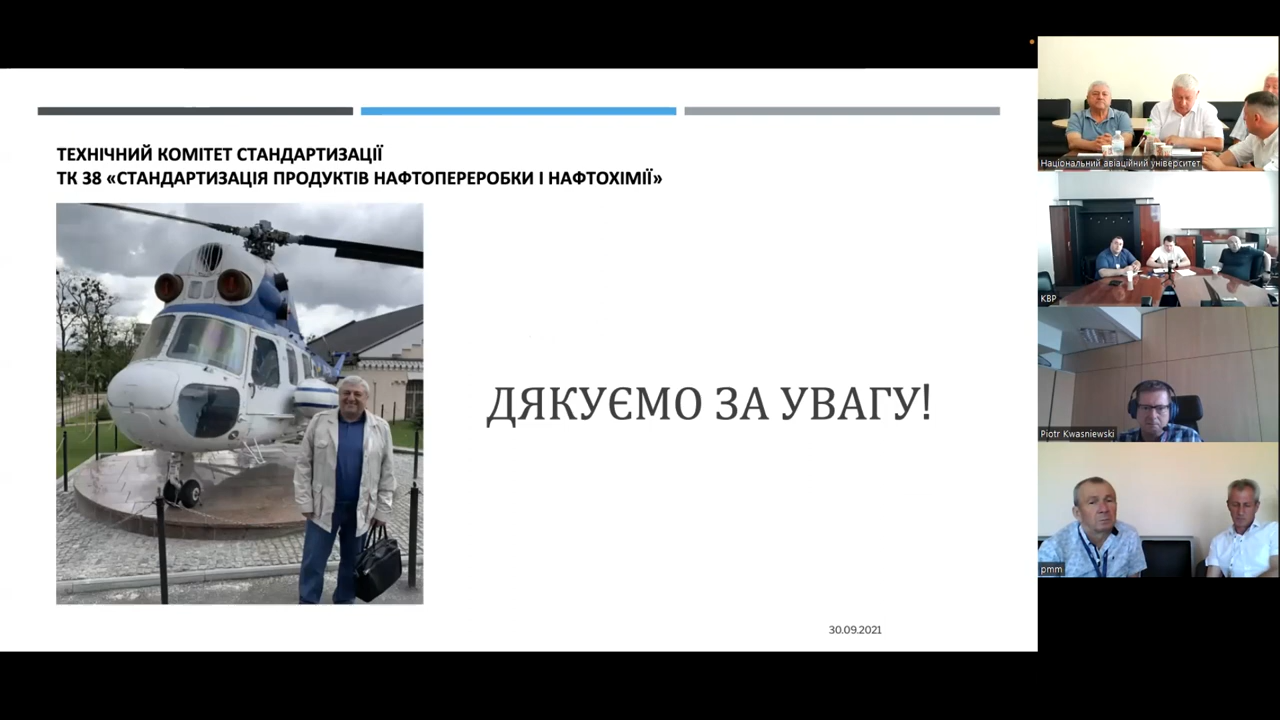 ТЕХНІЧНИЙ КОМІТЕТ СТАНДАРТИЗАЦІЇ
ТК 38 «СТАНДАРТИЗАЦІЯ ПРОДУКТІВ НАФТОПЕРЕРОБКИ І НАФТОХІМІЇ»
ДЯКУЄМО ЗА УВАГУ!
30.09.2021
Національний авіаційний університет
КВР
Piotr Kwasniewski
pmm